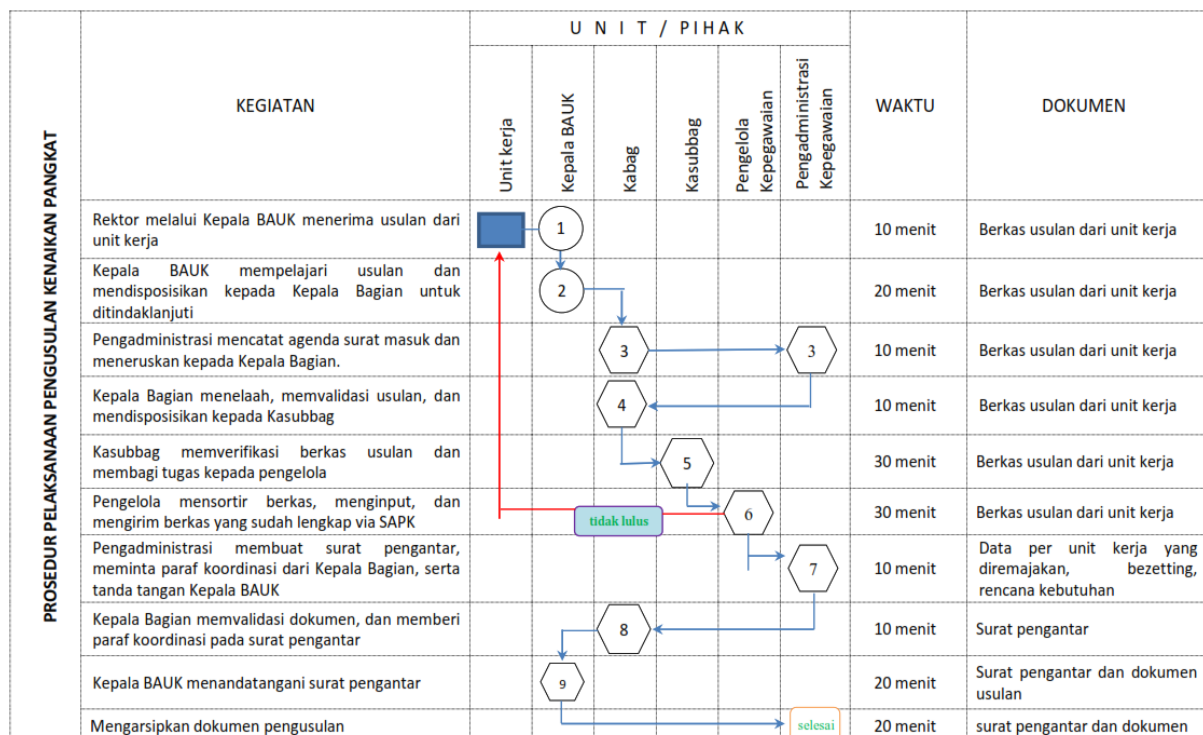 PROSEDUR PELAKSANAAN PENGUSULAN KENAIKAN PANGKAT
KEGIATAN
U N I T / PIHAK
Unit kerja
Kepala BAUK
Kabag
Kasubbag
Pengelola
Kepegawaian
Pengadministrasi
Kepegawaian
WAKTU
DOKUMEN
Rektor melalui Kepala BAUK menerima usulan dari
unit kerja
1
10 menit
Berkas usulan dari unit kerja
Kepala BAUK mempelajari usulan dan
mendisposisikan kepada Kepala Bagian untuk
ditindaklanjuti
2
20 menit
Berkas usulan dari unit kerja
Pengadministrasi mencatat agenda surat masuk dan
meneruskan kepada Kepala Bagian.
3
3
10 menit
Berkas usulan dari unit kerja
Kepala Bagian menelaah, memvalidasi usulan, dan
mendisposisikan kepada Kasubbag
4
10 menit
Berkas usulan dari unit kerja
Kasubbag memverifikasi berkas usulan dan
membagi tugas kepada pengelola
5
30 menit
Berkas usulan dari unit kerja
Pengelola mensortir berkas, menginput, dan
mengirim berkas yang sudah lengkap via SAPK
tidak lulus
6
30 menit
Berkas usulan dari unit kerja
Pengadministrasi membuat surat pengantar,
meminta paraf koordinasi dari Kepala Bagian, serta
tanda tangan Kepala BAUK
7
10 menit
Data per unit kerja yang
diremajakan, bezetting,
rencana kebutuhan
Kepala Bagian memvalidasi dokumen, dan memberi
paraf koordinasi pada surat pengantar
8
10 menit
Surat pengantar
Kepala BAUK menandatangani surat pengantar
9
20 menit
Surat pengantar dan dokumen
usulan
Mengarsipkan dokumen pengusulan
selesai
20 menit
surat pengantar dan dokumen